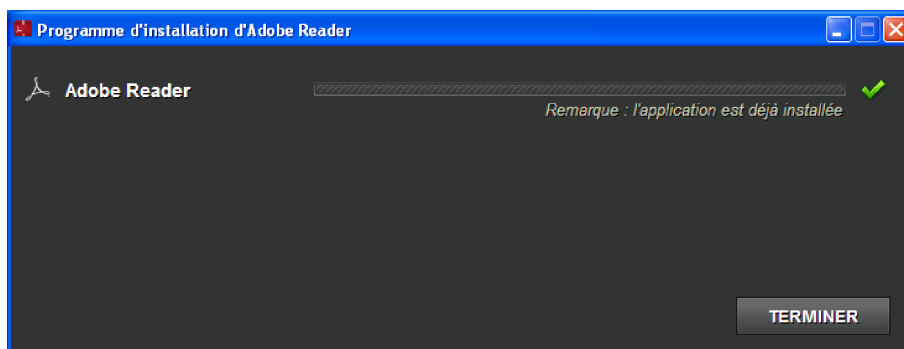 Programme d'installation d'Adobe Reader
Adobe Reader
Remarque : l'application est déjà installée
TERMINER